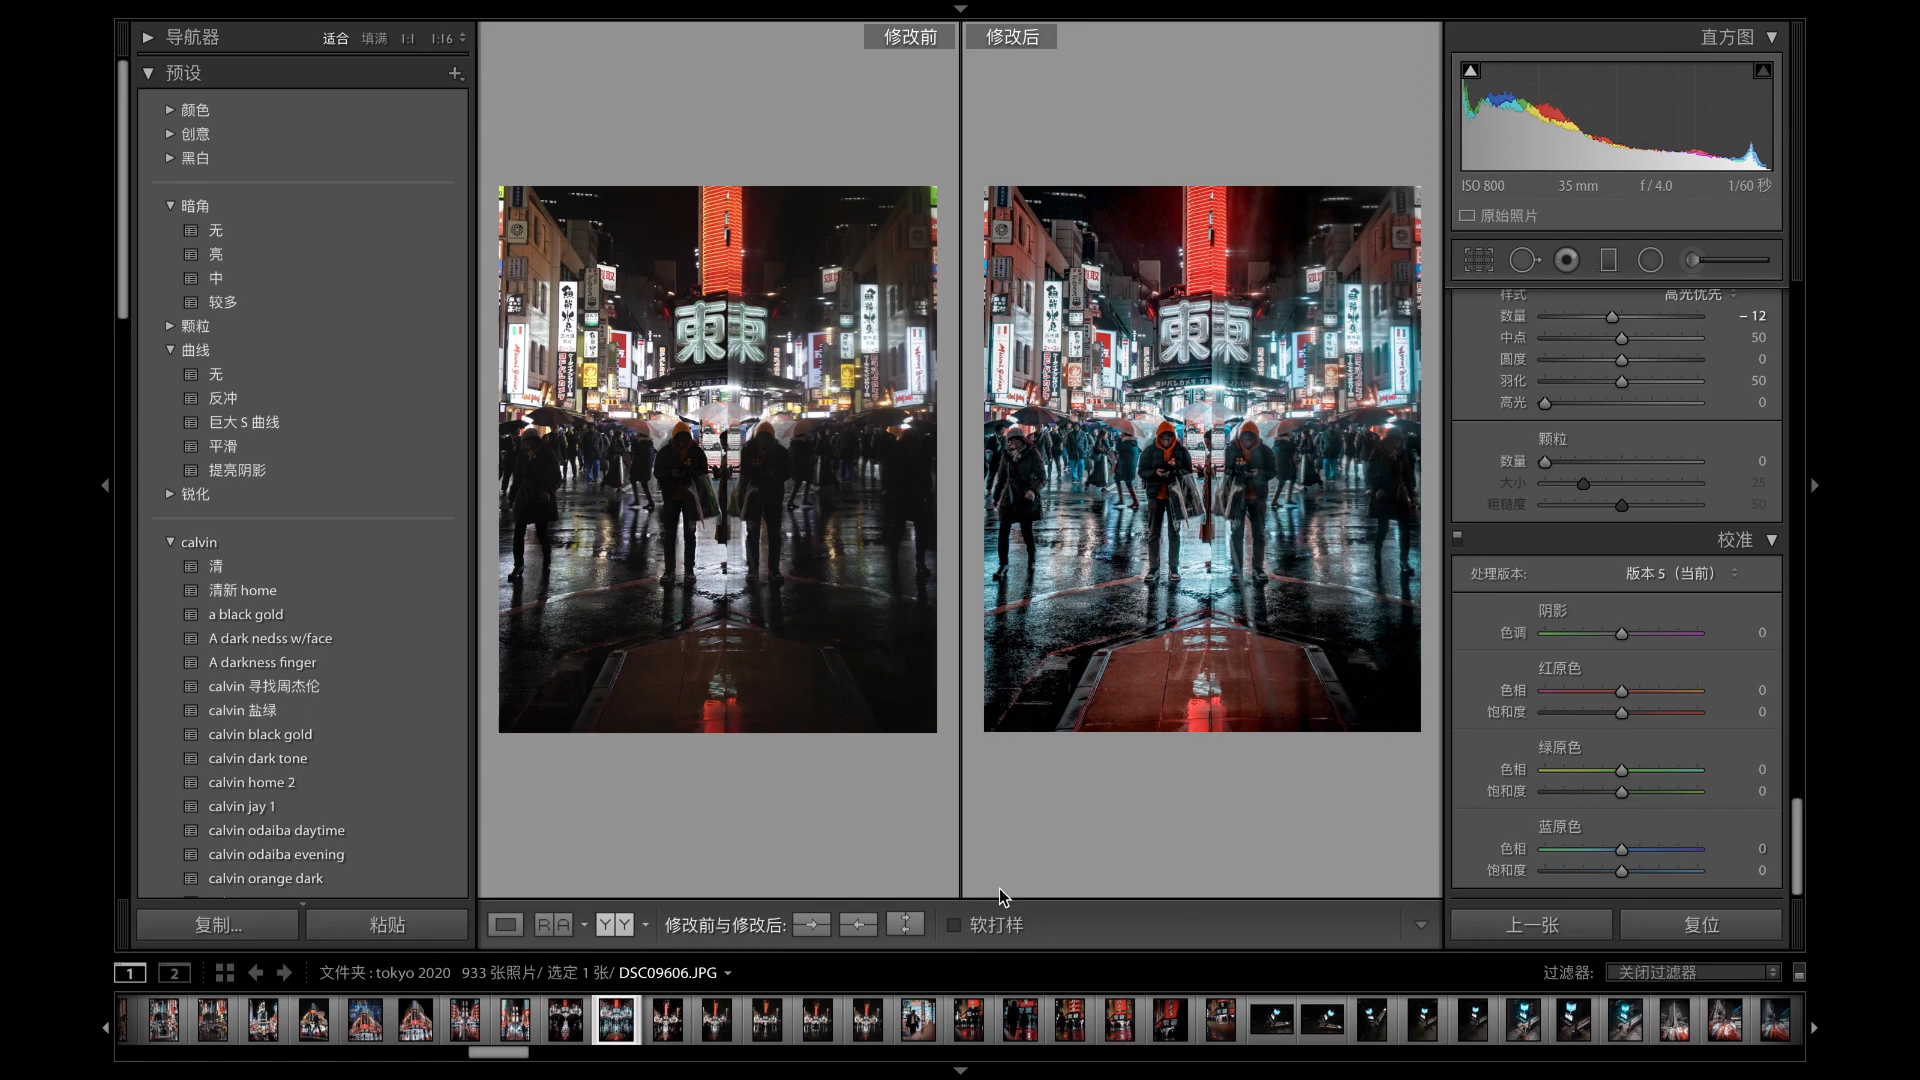 导航器 适合 填满 1:1 1:16
预设
颜色
创意
黑白
暗角
无
亮
中
较多
颗粒
曲线
无
反冲
巨大 S 曲线
平滑
提亮阴影
锐化
calvin
清
清新 home
a black gold
A dark nedss w/face
A darkness finger
calvin 寻找周杰伦
calvin 盐绿
calvin black gold
calvin dark tone
calvin home 2
calvin jay 1
calvin odaiba daytime
calvin odaiba evening
calvin orange dark
复制... 粘贴
修改前 修改后
東東
東東
R A Y Y 修改前与修改后: 软打样
直方图
ISO 800 35 mm f / 4.0 1/60 秒
原始照片
样式 高光优先
数量 – 12
中点 50
圆度 0
羽化 50
高光 0
颗粒
数量 0
大小 25
粗糙度 50
校准
处理版本: 版本 5（当前）
阴影
色调 0
红原色
色相 0
饱和度 0
绿原色
色相 0
饱和度 0
蓝原色
色相 0
饱和度 0
上一张 复位
1 2 文件夹 : tokyo 2020 933 张照片/ 选定 1 张/ DSC09606.JPG 过滤器: 关闭过滤器